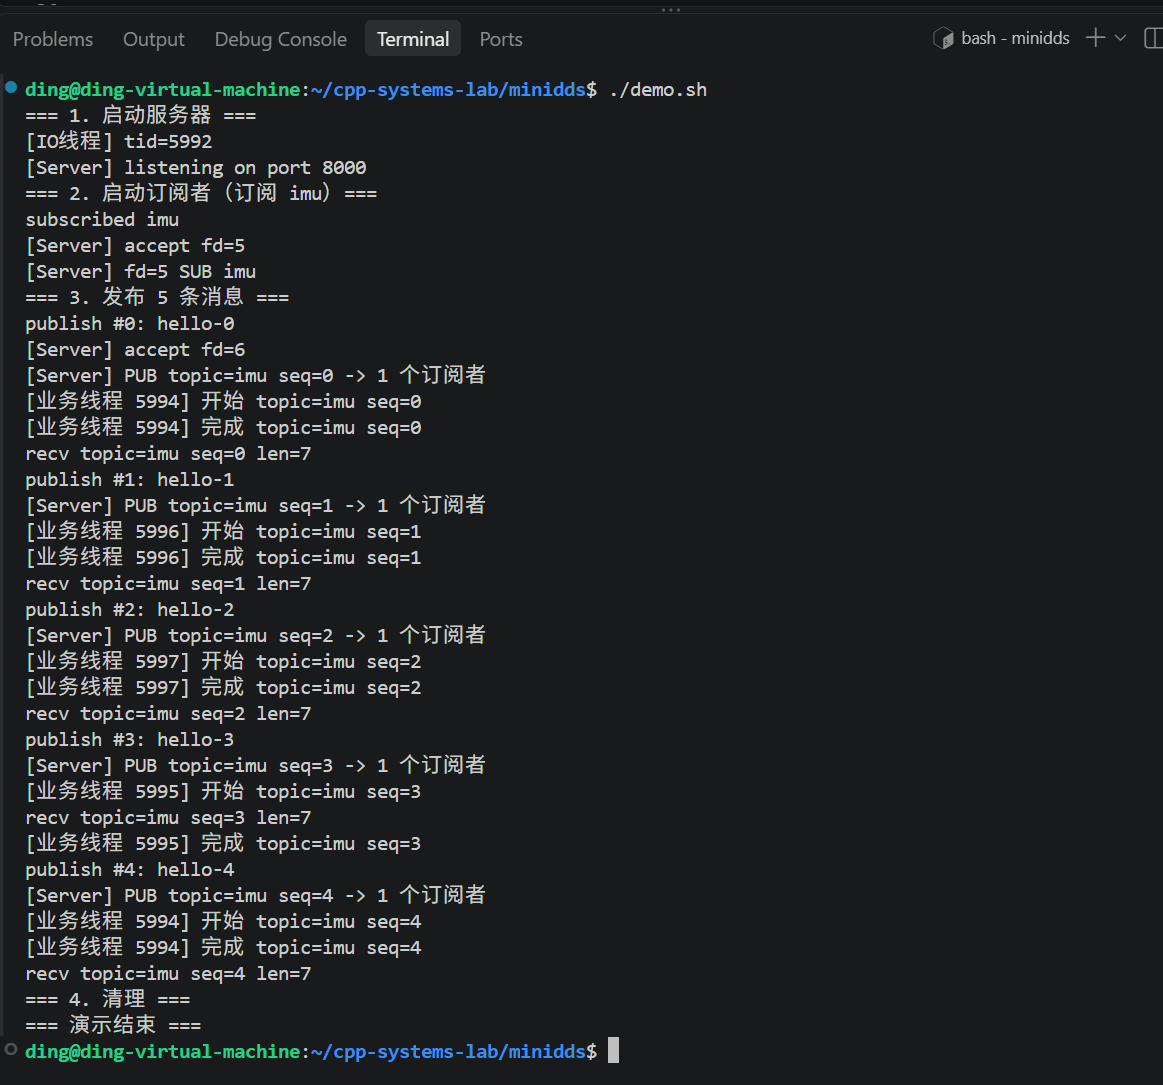 Problems Output Debug Console Terminal Ports bash - minidds
ding@ding-virtual-machine:~/cpp-systems-lab/minidds$ ./demo.sh
=== 1. 启动服务器 ===
[IO线程] tid=5992
[Server] listening on port 8000
=== 2. 启动订阅者（订阅 imu）===
subscribed imu
[Server] accept fd=5
[Server] fd=5 SUB imu
=== 3. 发布 5 条消息 ===
publish #0: hello-0
[Server] accept fd=6
[Server] PUB topic=imu seq=0 -> 1 个订阅者
[业务线程 5994] 开始 topic=imu seq=0
[业务线程 5994] 完成 topic=imu seq=0
recv topic=imu seq=0 len=7
publish #1: hello-1
[Server] PUB topic=imu seq=1 -> 1 个订阅者
[业务线程 5996] 开始 topic=imu seq=1
[业务线程 5996] 完成 topic=imu seq=1
recv topic=imu seq=1 len=7
publish #2: hello-2
[Server] PUB topic=imu seq=2 -> 1 个订阅者
[业务线程 5997] 开始 topic=imu seq=2
[业务线程 5997] 完成 topic=imu seq=2
recv topic=imu seq=2 len=7
publish #3: hello-3
[Server] PUB topic=imu seq=3 -> 1 个订阅者
[业务线程 5995] 开始 topic=imu seq=3
recv topic=imu seq=3 len=7
[业务线程 5995] 完成 topic=imu seq=3
publish #4: hello-4
[Server] PUB topic=imu seq=4 -> 1 个订阅者
[业务线程 5994] 开始 topic=imu seq=4
[业务线程 5994] 完成 topic=imu seq=4
recv topic=imu seq=4 len=7
=== 4. 清理 ===
=== 演示结束 ===
ding@ding-virtual-machine:~/cpp-systems-lab/minidds$